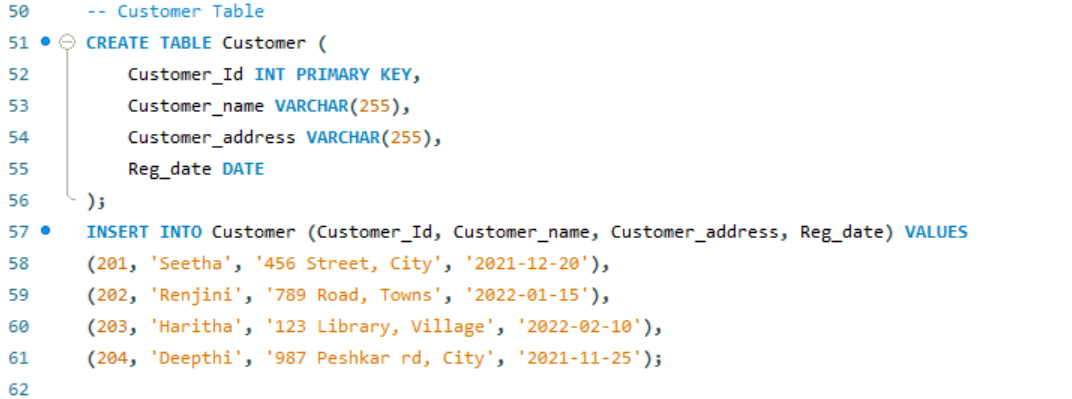 50 -- Customer Table
51 CREATE TABLE Customer (
52 Customer_Id INT PRIMARY KEY,
53 Customer_name VARCHAR(255),
54 Customer_address VARCHAR(255),
55 Reg_date DATE
56 );
57 INSERT INTO Customer (Customer_Id, Customer_name, Customer_address, Reg_date) VALUES
58 (201, 'Seetha', '456 Street, City', '2021-12-20'),
59 (202, 'Renjini', '789 Road, Towns', '2022-01-15'),
60 (203, 'Haritha', '123 Library, Village', '2022-02-10'),
61 (204, 'Deepthi', '987 Peshkar rd, City', '2021-11-25');
62